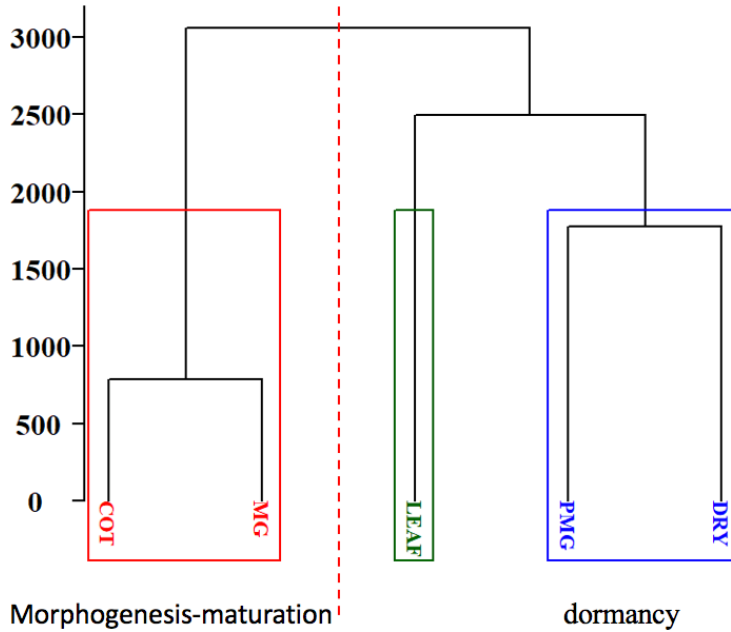 3000
2500
2000
1500
1000
500
0
COT
MG
LEAF
PMG
DRY
Morphogenesis-maturation
dormancy